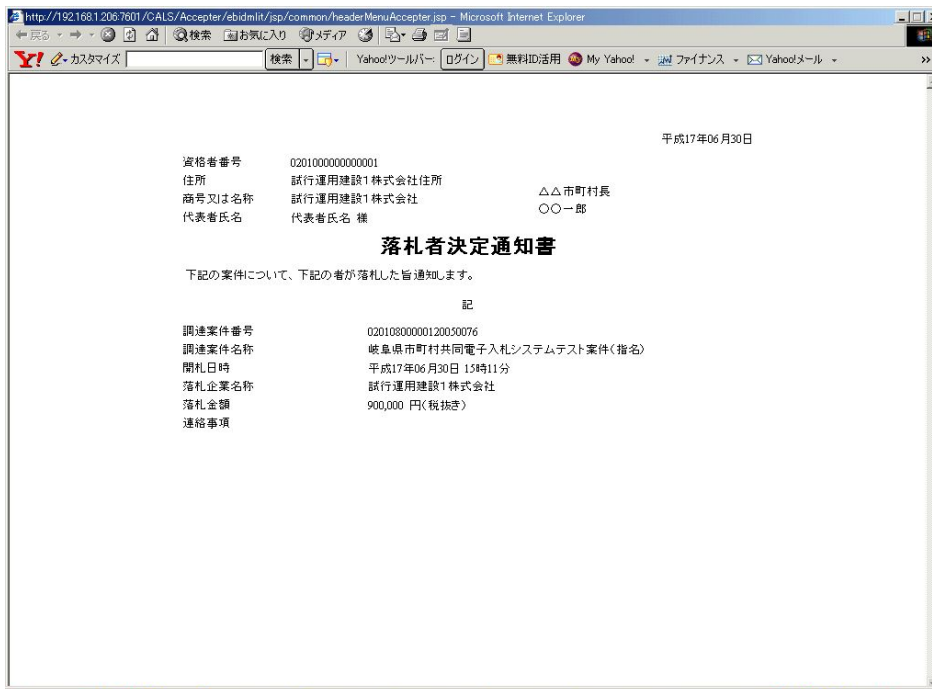 http://192.168.1.206:7601/CALS/Accepter/ebidmlit/jsp/common/headerMenuAccepter.jsp - Microsoft Internet Explorer
戻る 検索 お気に入り メディア
Y! カスタマイズ 検索 Yahoo!ツールバー: ログイン 無料ID活用 My Yahoo! ファイナンス Yahoo!メール »
平成17年06月30日
資格者番号 0201000000000001
住所 試行運用建設1株式会社住所
商号又は名称 試行運用建設1株式会社
代表者氏名 代表者氏名 様
△△市町村長
○○一郎
落札者決定通知書
下記の案件について、下記の者が落札した旨通知します。
記
調達案件番号 02010800000120050076
調達案件名称 岐阜県市町村共同電子入札システムテスト案件(指名)
開札日時 平成17年06月30日 15時11分
落札企業名称 試行運用建設1株式会社
落札金額 900,000 円(税抜き)
連絡事項